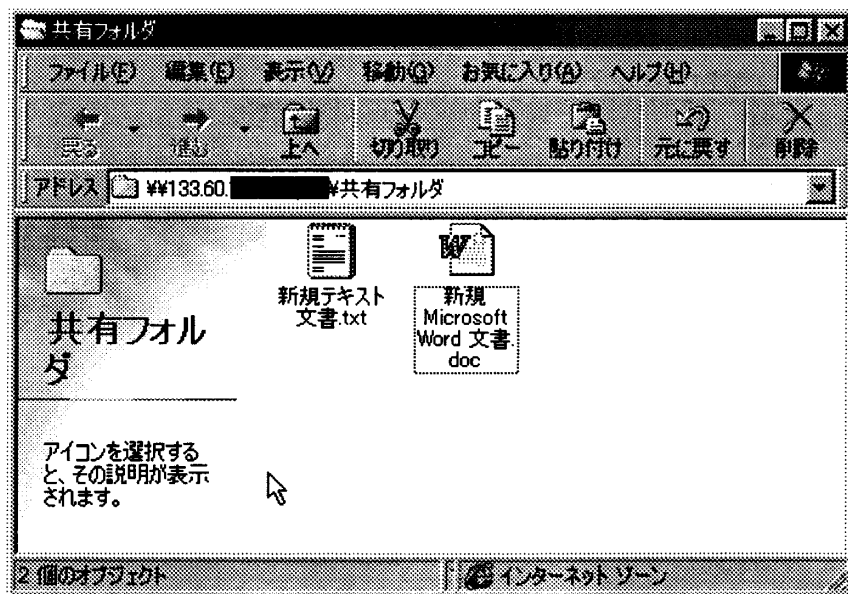 共有フォルダ
ファイル(F) 編集(E) 表示(V) 移動(G) お気に入り(A) ヘルプ(H)
戻る 進む 上へ 切り取り コピー 貼り付け 元に戻す 削除
アドレス ¥¥133.60. ¥共有フォルダ
共有フォル
ダ
アイコンを選択する
と、その説明が表示
されます。
新規テキスト
文書.txt
新規
Microsoft
Word 文書.
doc
2 個のオブジェクト インターネット ゾーン